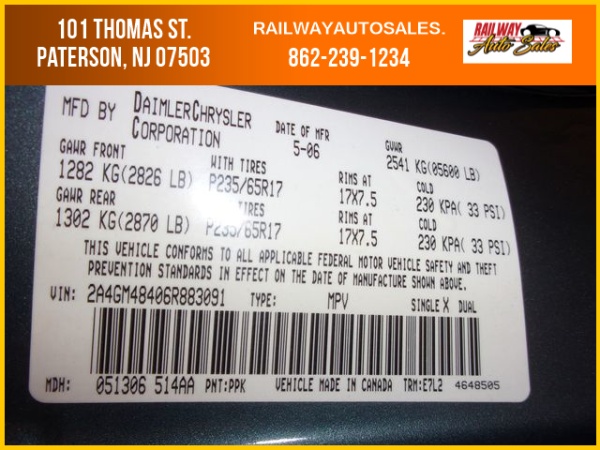 101 THOMAS ST.
PATERSON, NJ 07503
RAILWAYAUTOSALES.
862-239-1234
RAILWAY
Auto Sales
MFD BY DAIMLERCHRYSLER CORPORATION
DATE OF MFR
5-06
GVWR
2541 KG(05600 LB)
GAWR FRONT
1282 KG(2826 LB)
WITH TIRES
P235/65R17
RIMS AT
17X7.5
COLD
230 KPA( 33 PSI)
GAWR REAR
1302 KG(2870 LB)
WITH TIRES
P235/65R17
RIMS AT
17X7.5
COLD
230 KPA( 33 PSI)
THIS VEHICLE CONFORMS TO ALL APPLICABLE FEDERAL MOTOR VEHICLE SAFETY AND THEFT
PREVENTION STANDARDS IN EFFECT ON THE DATE OF MANUFACTURE SHOWN ABOVE.
VIN: 2A4GM48406R883091 TYPE: MPV SINGLE X DUAL
MDH: 051306 514AA PNT:PPK VEHICLE MADE IN CANADA TRM:E7L2 4648505